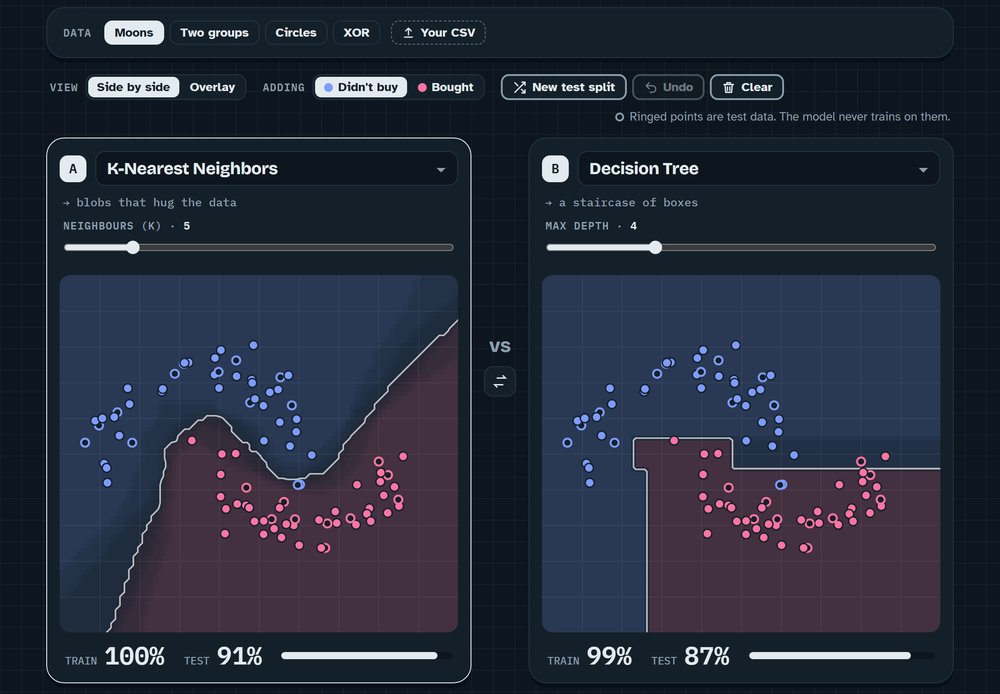 DATA Moons Two groups Circles XOR Your CSV
VIEW Side by side Overlay ADDING Didn't buy Bought New test split Undo Clear
Ringed points are test data. The model never trains on them.
A K-Nearest Neighbors
→ blobs that hug the data
NEIGHBOURS (K) · 5
TRAIN 100% TEST 91%
VS
B Decision Tree
→ a staircase of boxes
MAX DEPTH · 4
TRAIN 99% TEST 87%